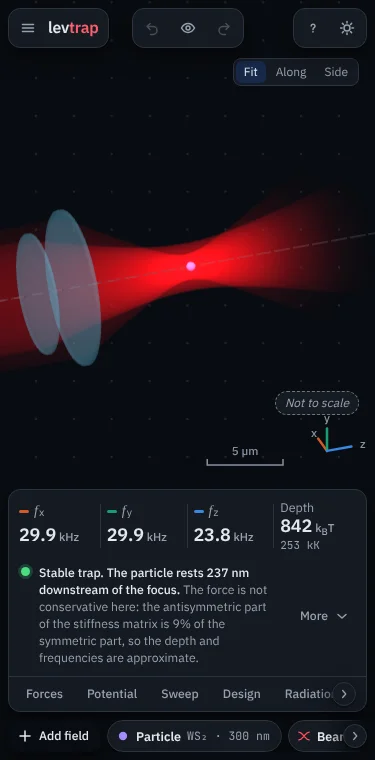 levtrap
?
Fit Along Side
Not to scale
y
x
z
5 μm
fx fy fz Depth
29.9 kHz 29.9 kHz 23.8 kHz 842 kBT
253 kK
Stable trap. The particle rests 237 nm
downstream of the focus. The force is not
conservative here: the antisymmetric part
of the stiffness matrix is 9% of the
symmetric part, so the depth and
frequencies are approximate.
More
Forces Potential Sweep Design
+ Add field Particle WS₂ · 300 nm